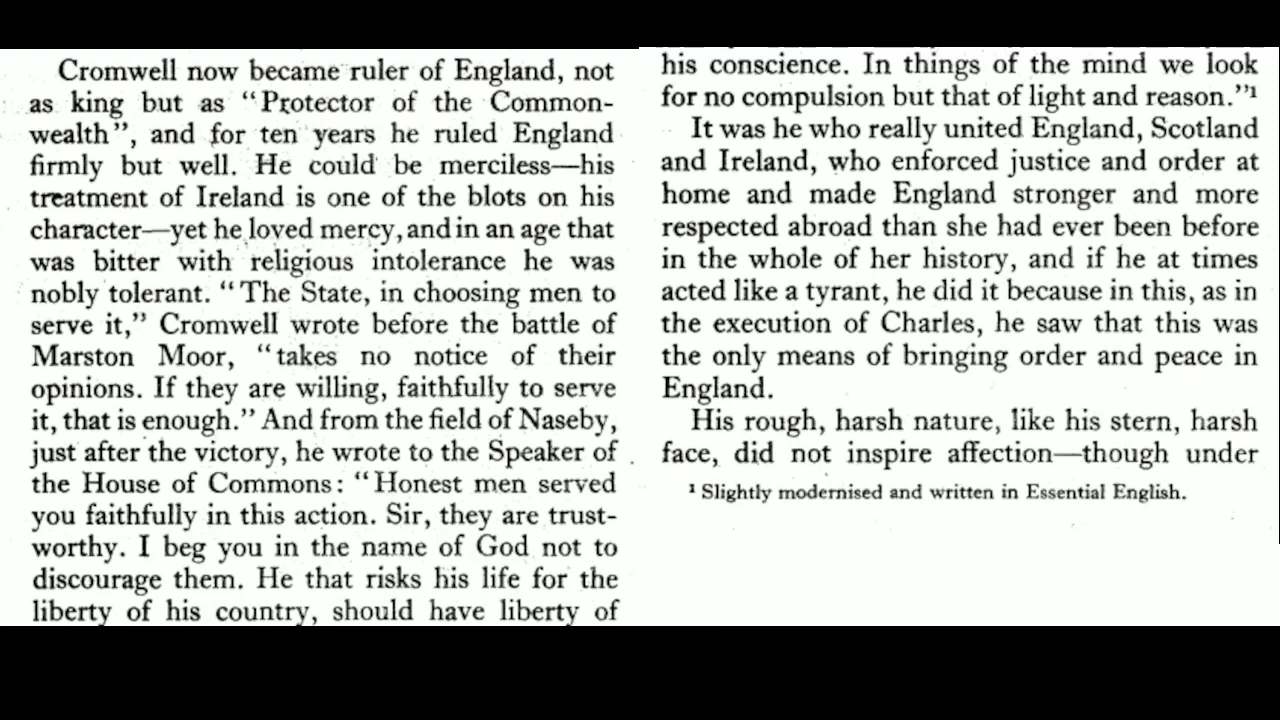 Cromwell now became ruler of England, not
as king but as “Protector of the Common-
wealth”, and for ten years he ruled England
firmly but well. He could be merciless—his
treatment of Ireland is one of the blots on his
character—yet he loved mercy, and in an age that
was bitter with religious intolerance he was
nobly tolerant. “The State, in choosing men to
serve it,” Cromwell wrote before the battle of
Marston Moor, “takes no notice of their
opinions. If they are willing, faithfully to serve
it, that is enough.” And from the field of Naseby,
just after the victory, he wrote to the Speaker of
the House of Commons: “Honest men served
you faithfully in this action. Sir, they are trust-
worthy. I beg you in the name of God not to
discourage them. He that risks his life for the
liberty of his country, should have liberty of
his conscience. In things of the mind we look
for no compulsion but that of light and reason.”¹
It was he who really united England, Scotland
and Ireland, who enforced justice and order at
home and made England stronger and more
respected abroad than she had ever been before
in the whole of her history, and if he at times
acted like a tyrant, he did it because in this, as in
the execution of Charles, he saw that this was
the only means of bringing order and peace in
England.
His rough, harsh nature, like his stern, harsh
face, did not inspire affection—though under
¹ Slightly modernised and written in Essential English.